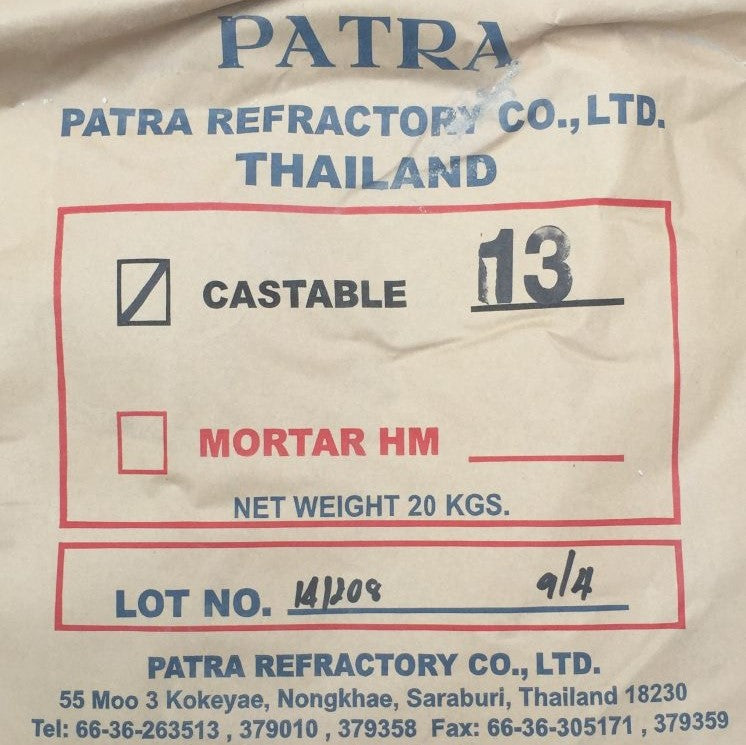 PATRA
PATRA REFRACTORY CO., LTD.
THAILAND
CASTABLE 13
MORTAR HM
NET WEIGHT 20 KGS.
LOT NO. 14/208 9/4
PATRA REFRACTORY CO., LTD.
55 Moo 3 Kokeyae, Nongkhae, Saraburi, Thailand 18230
Tel: 66-36-263513 , 379010 , 379358 Fax: 66-36-305171 , 379359